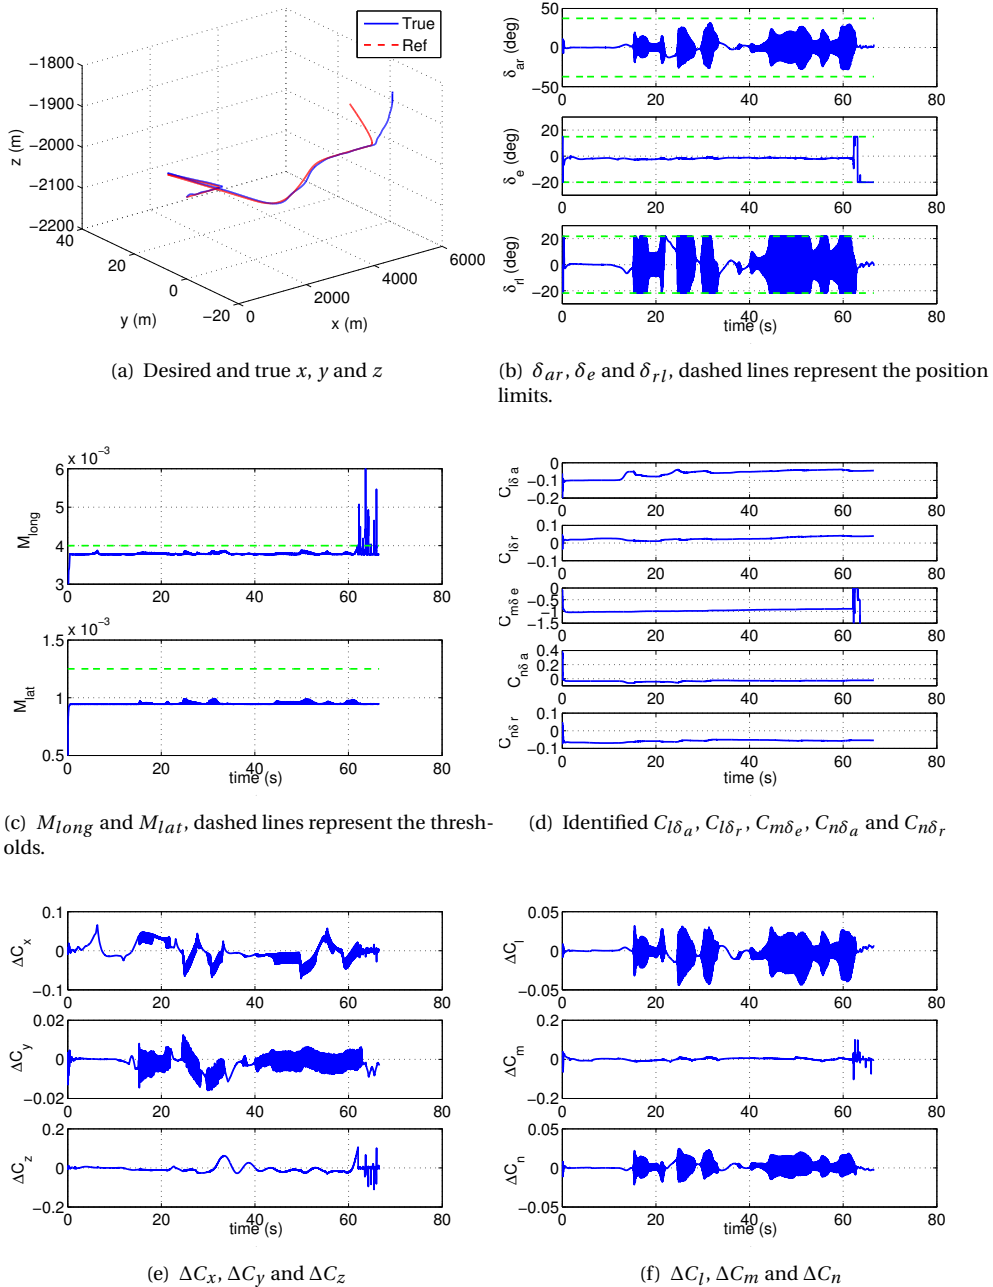 True
Ref
−1800
−1900
−2000
−2100
−2200
z (m)
40
20
0
−20
y (m)
0
2000
4000
6000
x (m)
(a) Desired and true x, y and z
50
0
−50
δar (deg)
0 20 40 60 80
20
0
−20
δe (deg)
0 20 40 60 80
20
0
−20
δrl (deg)
0 20 40 60 80
time (s)
(b) δar, δe and δrl, dashed lines represent the position
limits.
x 10−3
6
5
4
3
Mlong
0 20 40 60 80
x 10−3
1.5
1
0.5
Mlat
0 20 40 60 80
time (s)
(c) Mlong and Mlat, dashed lines represent the thresh-
olds.
0
−0.1
−0.2
Clδ a
0 20 40 60 80
0.1
0
−0.1
Clδ r
0 20 40 60 80
0
−0.5
−1
−1.5
Cmδ e
0 20 40 60 80
0.4
0.2
0
Cnδ a
0 20 40 60 80
0.1
0
−0.1
Cnδ r
0 20 40 60 80
time (s)
(d) Identified Clδa, Clδr, Cmδe, Cnδa and Cnδr
0.1
0
−0.1
ΔCx
0 20 40 60 80
0.02
0
−0.02
ΔCy
0 20 40 60 80
0.2
0
−0.2
ΔCz
0 20 40 60 80
time (s)
(e) ΔCx, ΔCy and ΔCz
0.05
0
−0.05
ΔCl
0 20 40 60 80
0.2
0
−0.2
ΔCm
0 20 40 60 80
0.05
0
−0.05
ΔCn
0 20 40 60 80
time (s)
(f) ΔCl, ΔCm and ΔCn